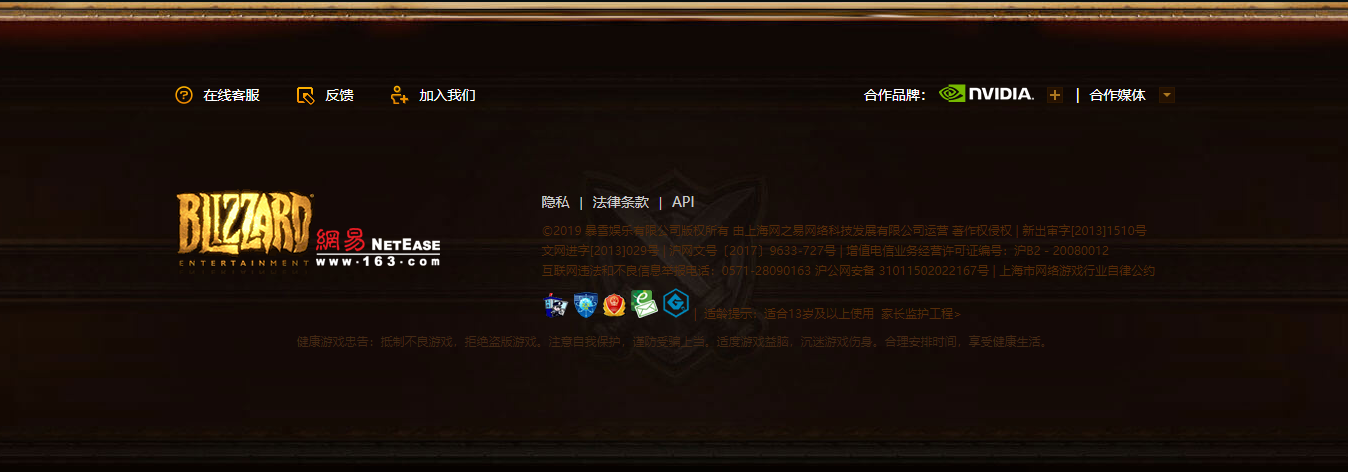 在线客服 反馈 加入我们 合作品牌： NVIDIA. | 合作媒体
BLIZZARD
ENTERTAINMENT
網易 NETEASE
www.163.com
隐私 | 法律条款 | API
©2019 暴雪娱乐有限公司版权所有 由上海网之易网络科技发展有限公司运营 著作权侵权 | 新出审字[2013]1510号
文网进字[2013]029号 | 沪网文号〔2017〕9633-727号 | 增值电信业务经营许可证编号：沪B2 - 20080012
互联网违法和不良信息举报电话：0571-28090163 沪公网安备 31011502022167号 | 上海市网络游戏行业自律公约
| 适龄提示：适合13岁及以上使用 家长监护工程>
健康游戏忠告：抵制不良游戏，拒绝盗版游戏。注意自我保护，谨防受骗上当。适度游戏益脑，沉迷游戏伤身。合理安排时间，享受健康生活。